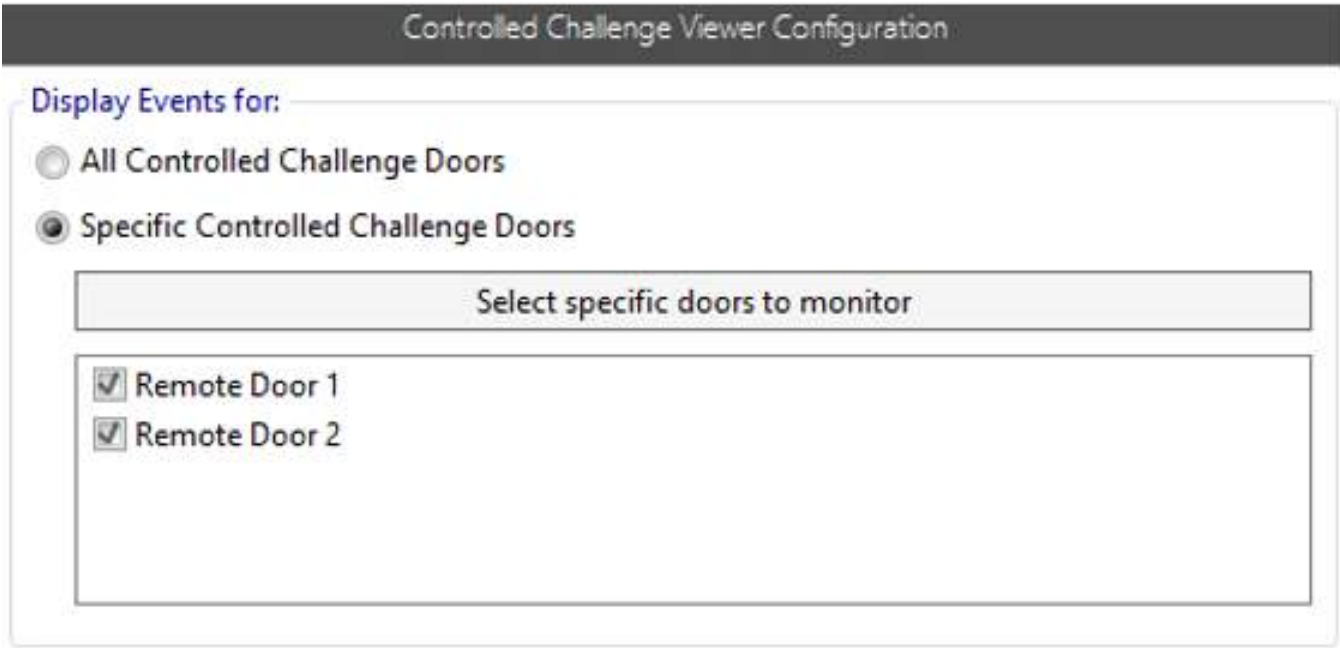 Controlled Challenge Viewer Configuration
Display Events for:
All Controlled Challenge Doors
Specific Controlled Challenge Doors
Select specific doors to monitor
Remote Door 1
Remote Door 2